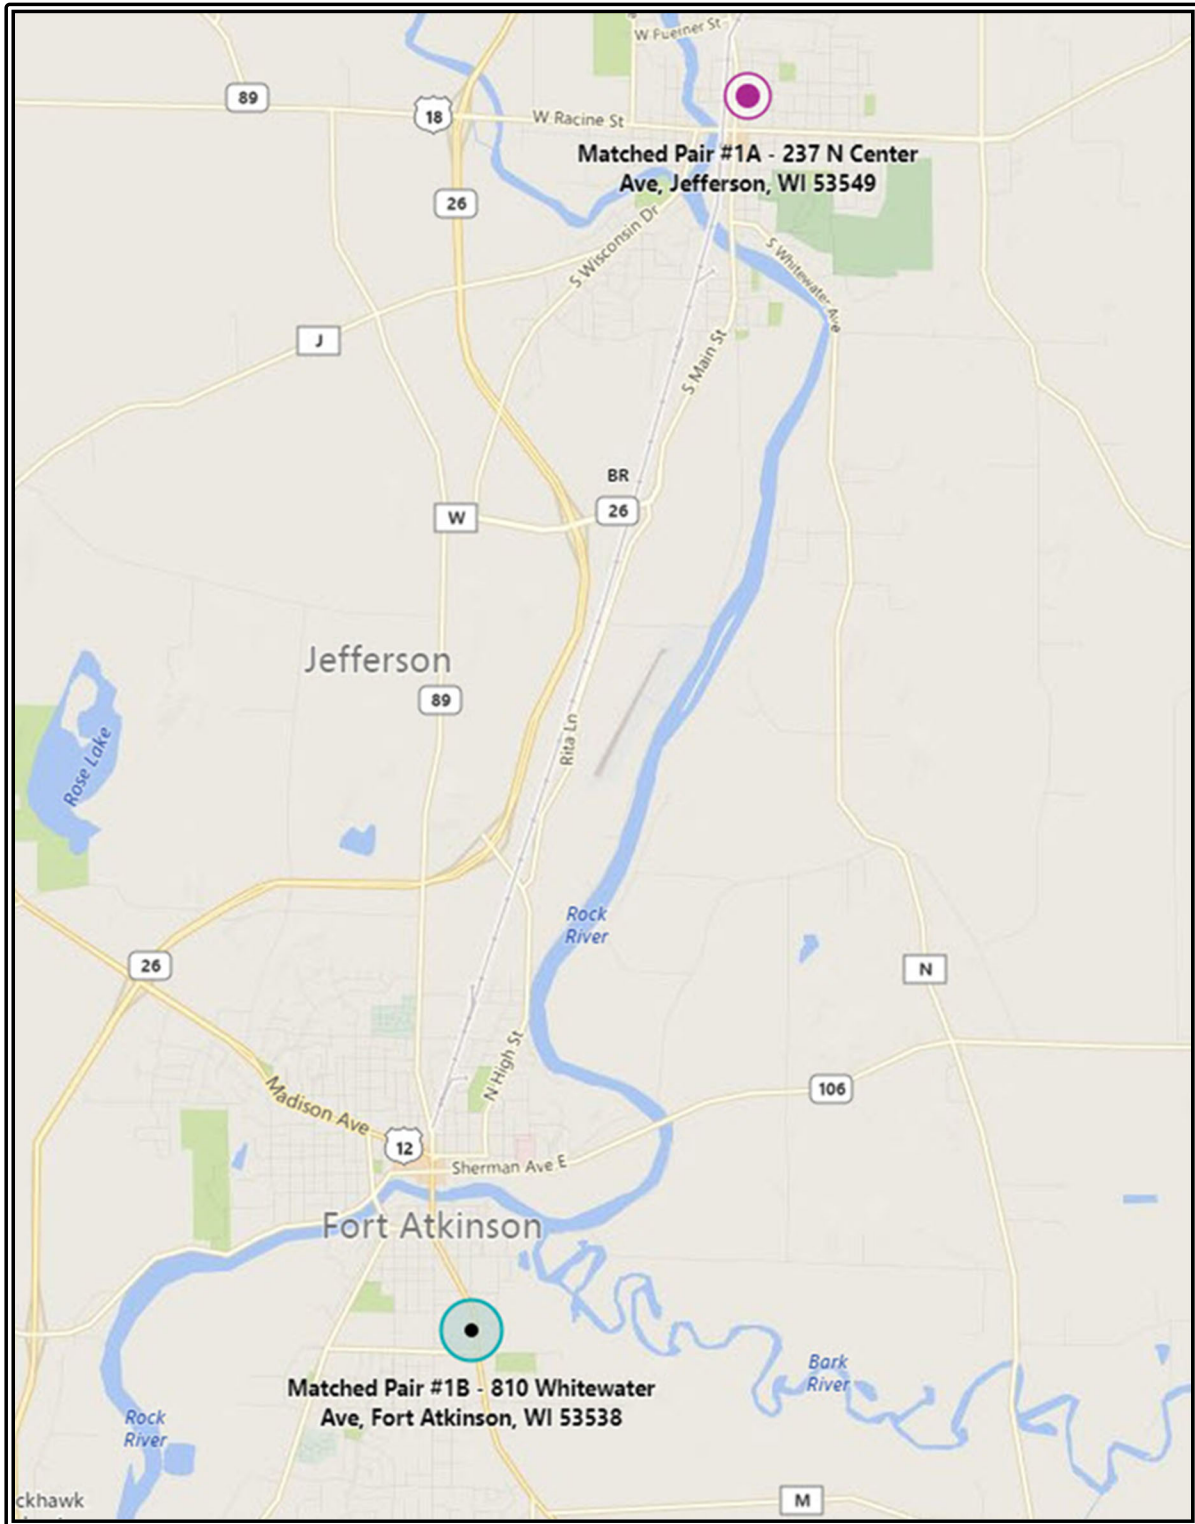 W Fuerner St
89
18
W Racine St
Matched Pair #1A - 237 N Center
Ave, Jefferson, WI 53549
26
S Wisconsin Dr
S Whitewater Ave
J
S Main St
BR
26
W
Jefferson
89
Rita Ln
Rose Lake
Rock
River
26
N
N High St
106
Madison Ave
12
Sherman Ave E
Fort Atkinson
Matched Pair #1B - 810 Whitewater
Ave, Fort Atkinson, WI 53538
Bark
River
Rock
River
ckhawk
M